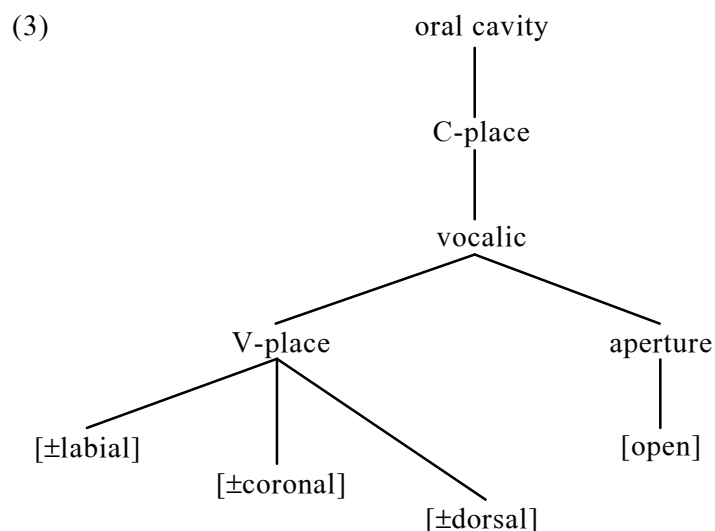 (3)
oral cavity
C-place
vocalic
V-place
aperture
[±labial]
[±coronal]
[±dorsal]
[open]